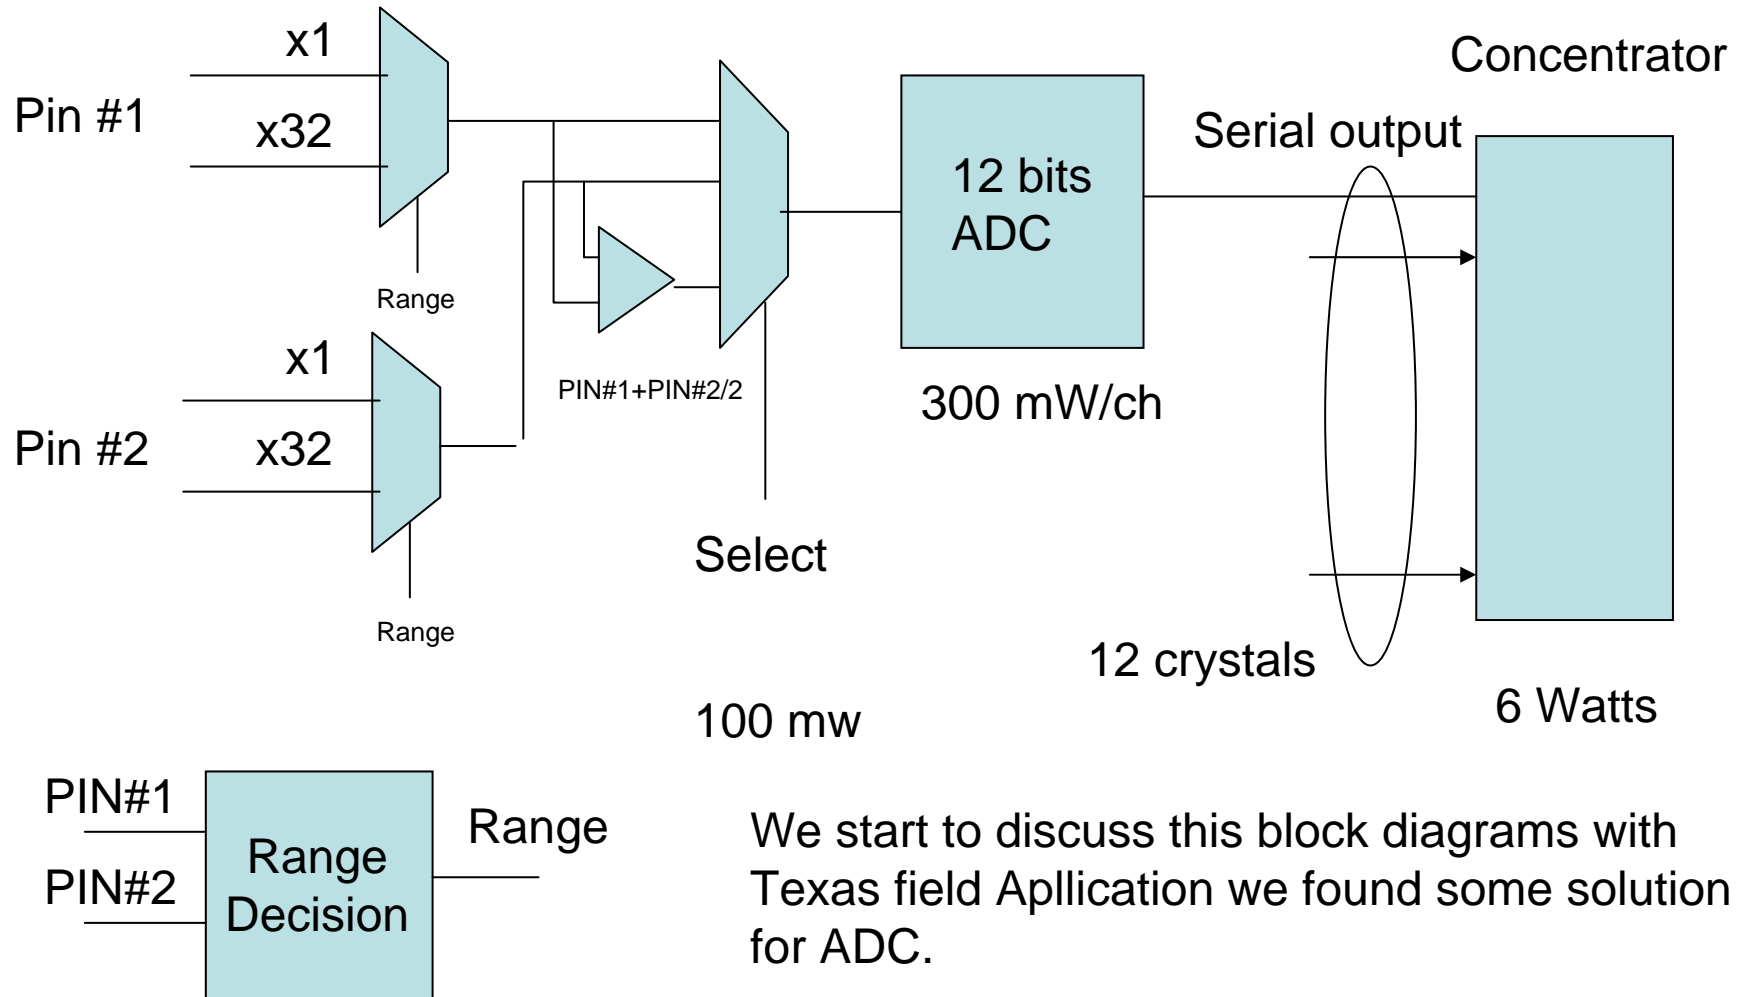 Concentrator
x1
Pin #1
x32
Serial output
12 bits
ADC
Range
x1
PIN#1+PIN#2/2
300 mW/ch
Pin #2
x32
Select
Range
12 crystals
6 Watts
100 mw
PIN#1
Range
PIN#2
Range
Decision
We start to discuss this block diagrams with
Texas field Apllication we found some solution
for ADC.